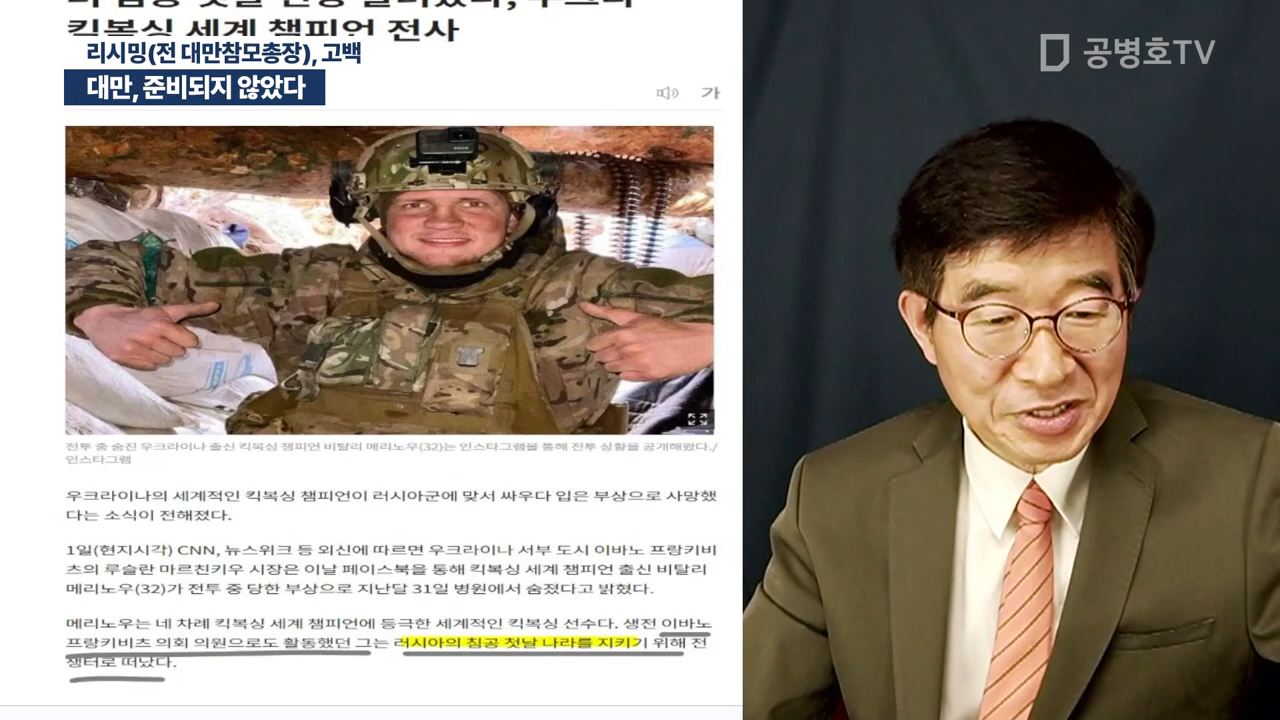 킥복싱 세계 챔피언 전사
리시밍(전 대만참모총장), 고백
대만, 준비되지 않았다
공병호TV
가
전투 중 숨진 우크라이나 출신 킥복싱 챔피언 비탈리 메리노우(32)는 인스타그램을 통해 전투 상황을 공개해왔다./
인스타그램
우크라이나의 세계적인 킥복싱 챔피언이 러시아군에 맞서 싸우다 입은 부상으로 사망했
다는 소식이 전해졌다.
1일(현지시각) CNN, 뉴스위크 등 외신에 따르면 우크라이나 서부 도시 이바노 프랑키비
츠의 루슬란 마르친키우 시장은 이날 페이스북을 통해 킥복싱 세계 챔피언 출신 비탈리
메리노우(32)가 전투 중 당한 부상으로 지난달 31일 병원에서 숨졌다고 밝혔다.
메리노우는 네 차례 킥복싱 세계 챔피언에 등극한 세계적인 킥복싱 선수다. 생전 이바노
프랑키비츠 의회 의원으로도 활동했던 그는 러시아의 침공 첫날 나라를 지키기 위해 전
쟁터로 떠났다.